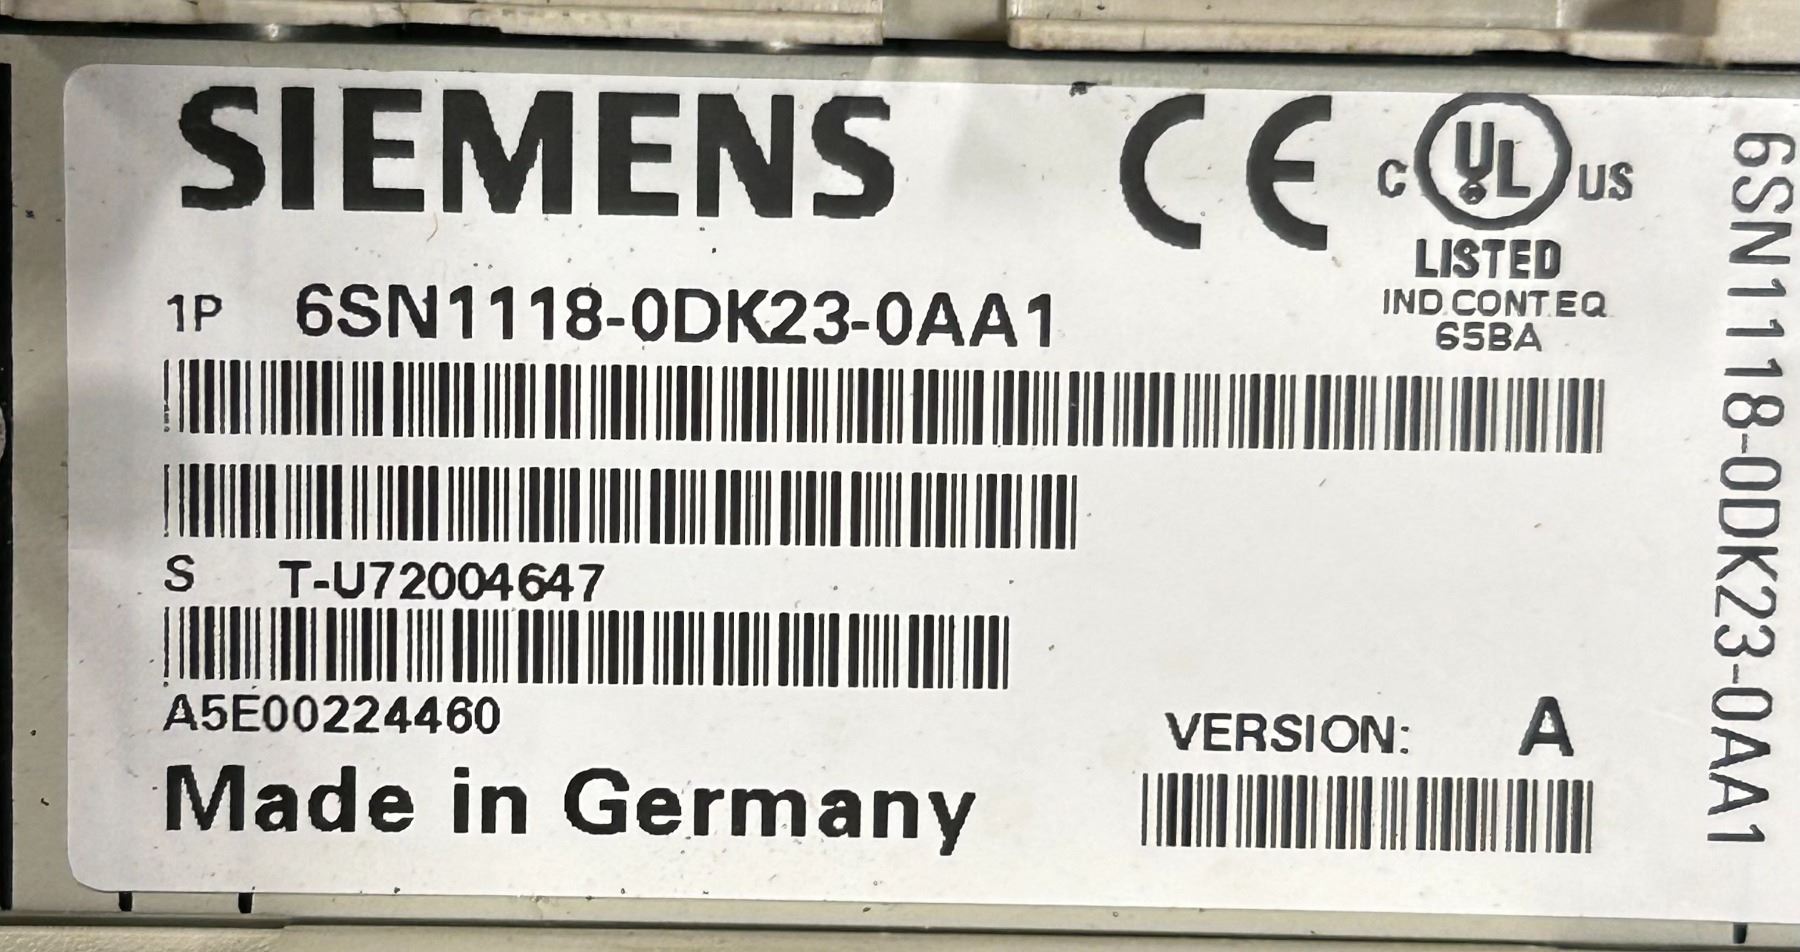 SIEMENS
CE
C UL US
LISTED
IND.CONT.EQ.
65BA
1P 6SN1118-0DK23-0AA1
S T-U72004647
A5E00224460
VERSION: A
Made in Germany
6SN1118-0DK23-0AA1